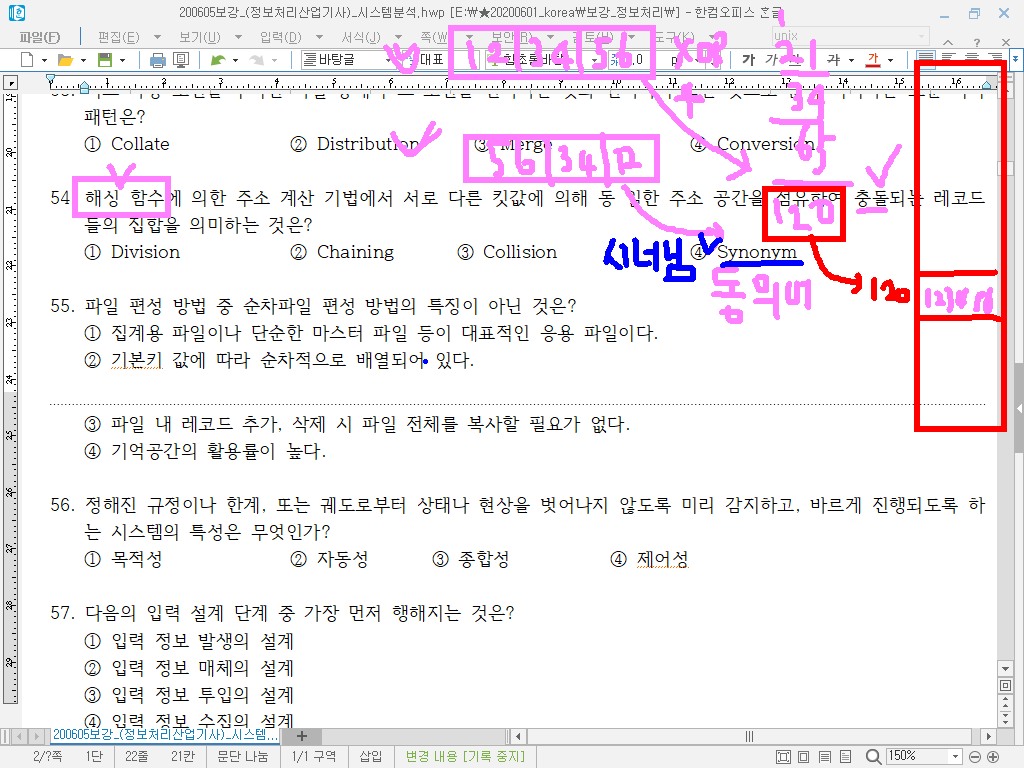 200605보강_(정보처리산업기사)_시스템분석.hwp [E:₩★20200601_korea₩보강_정보처리₩] - 한컴오피스 한글
파일(F) 편집(E) 보기(U) 입력(D) 서식(J) 쪽(W) 보안(R) 도구(K) unix
바탕글 대표 함초롬바탕
패턴은?
① Collate ② Distribution ③ Merge ④ Conversion
12|34|56
21
34
65
120
56|34|12
54. 해싱 함수에 의한 주소 계산 기법에서 서로 다른 킷값에 의해 동일한 주소 공간을 점유하여 충돌되는 레코드
들의 집합을 의미하는 것은?
① Division ② Chaining ③ Collision ④ Synonym
시너님
동의어
120
123456
55. 파일 편성 방법 중 순차파일 편성 방법의 특징이 아닌 것은?
① 집계용 파일이나 단순한 마스터 파일 등이 대표적인 응용 파일이다.
② 기본키 값에 따라 순차적으로 배열되어 있다.
③ 파일 내 레코드 추가, 삭제 시 파일 전체를 복사할 필요가 없다.
④ 기억공간의 활용률이 높다.
56. 정해진 규정이나 한계, 또는 궤도로부터 상태나 현상을 벗어나지 않도록 미리 감지하고, 바르게 진행되도록 하
는 시스템의 특성은 무엇인가?
① 목적성 ② 자동성 ③ 종합성 ④ 제어성
57. 다음의 입력 설계 단계 중 가장 먼저 행해지는 것은?
① 입력 정보 발생의 설계
② 입력 정보 매체의 설계
③ 입력 정보 투입의 설계
④ 입력 정보 수집의 설계
200605보강_(정보처리산업기사)_시스템...
2/?쪽 1단 22줄 21칸 문단 나눔 1/1 구역 삽입 변경 내용 [기록 중지] 150%